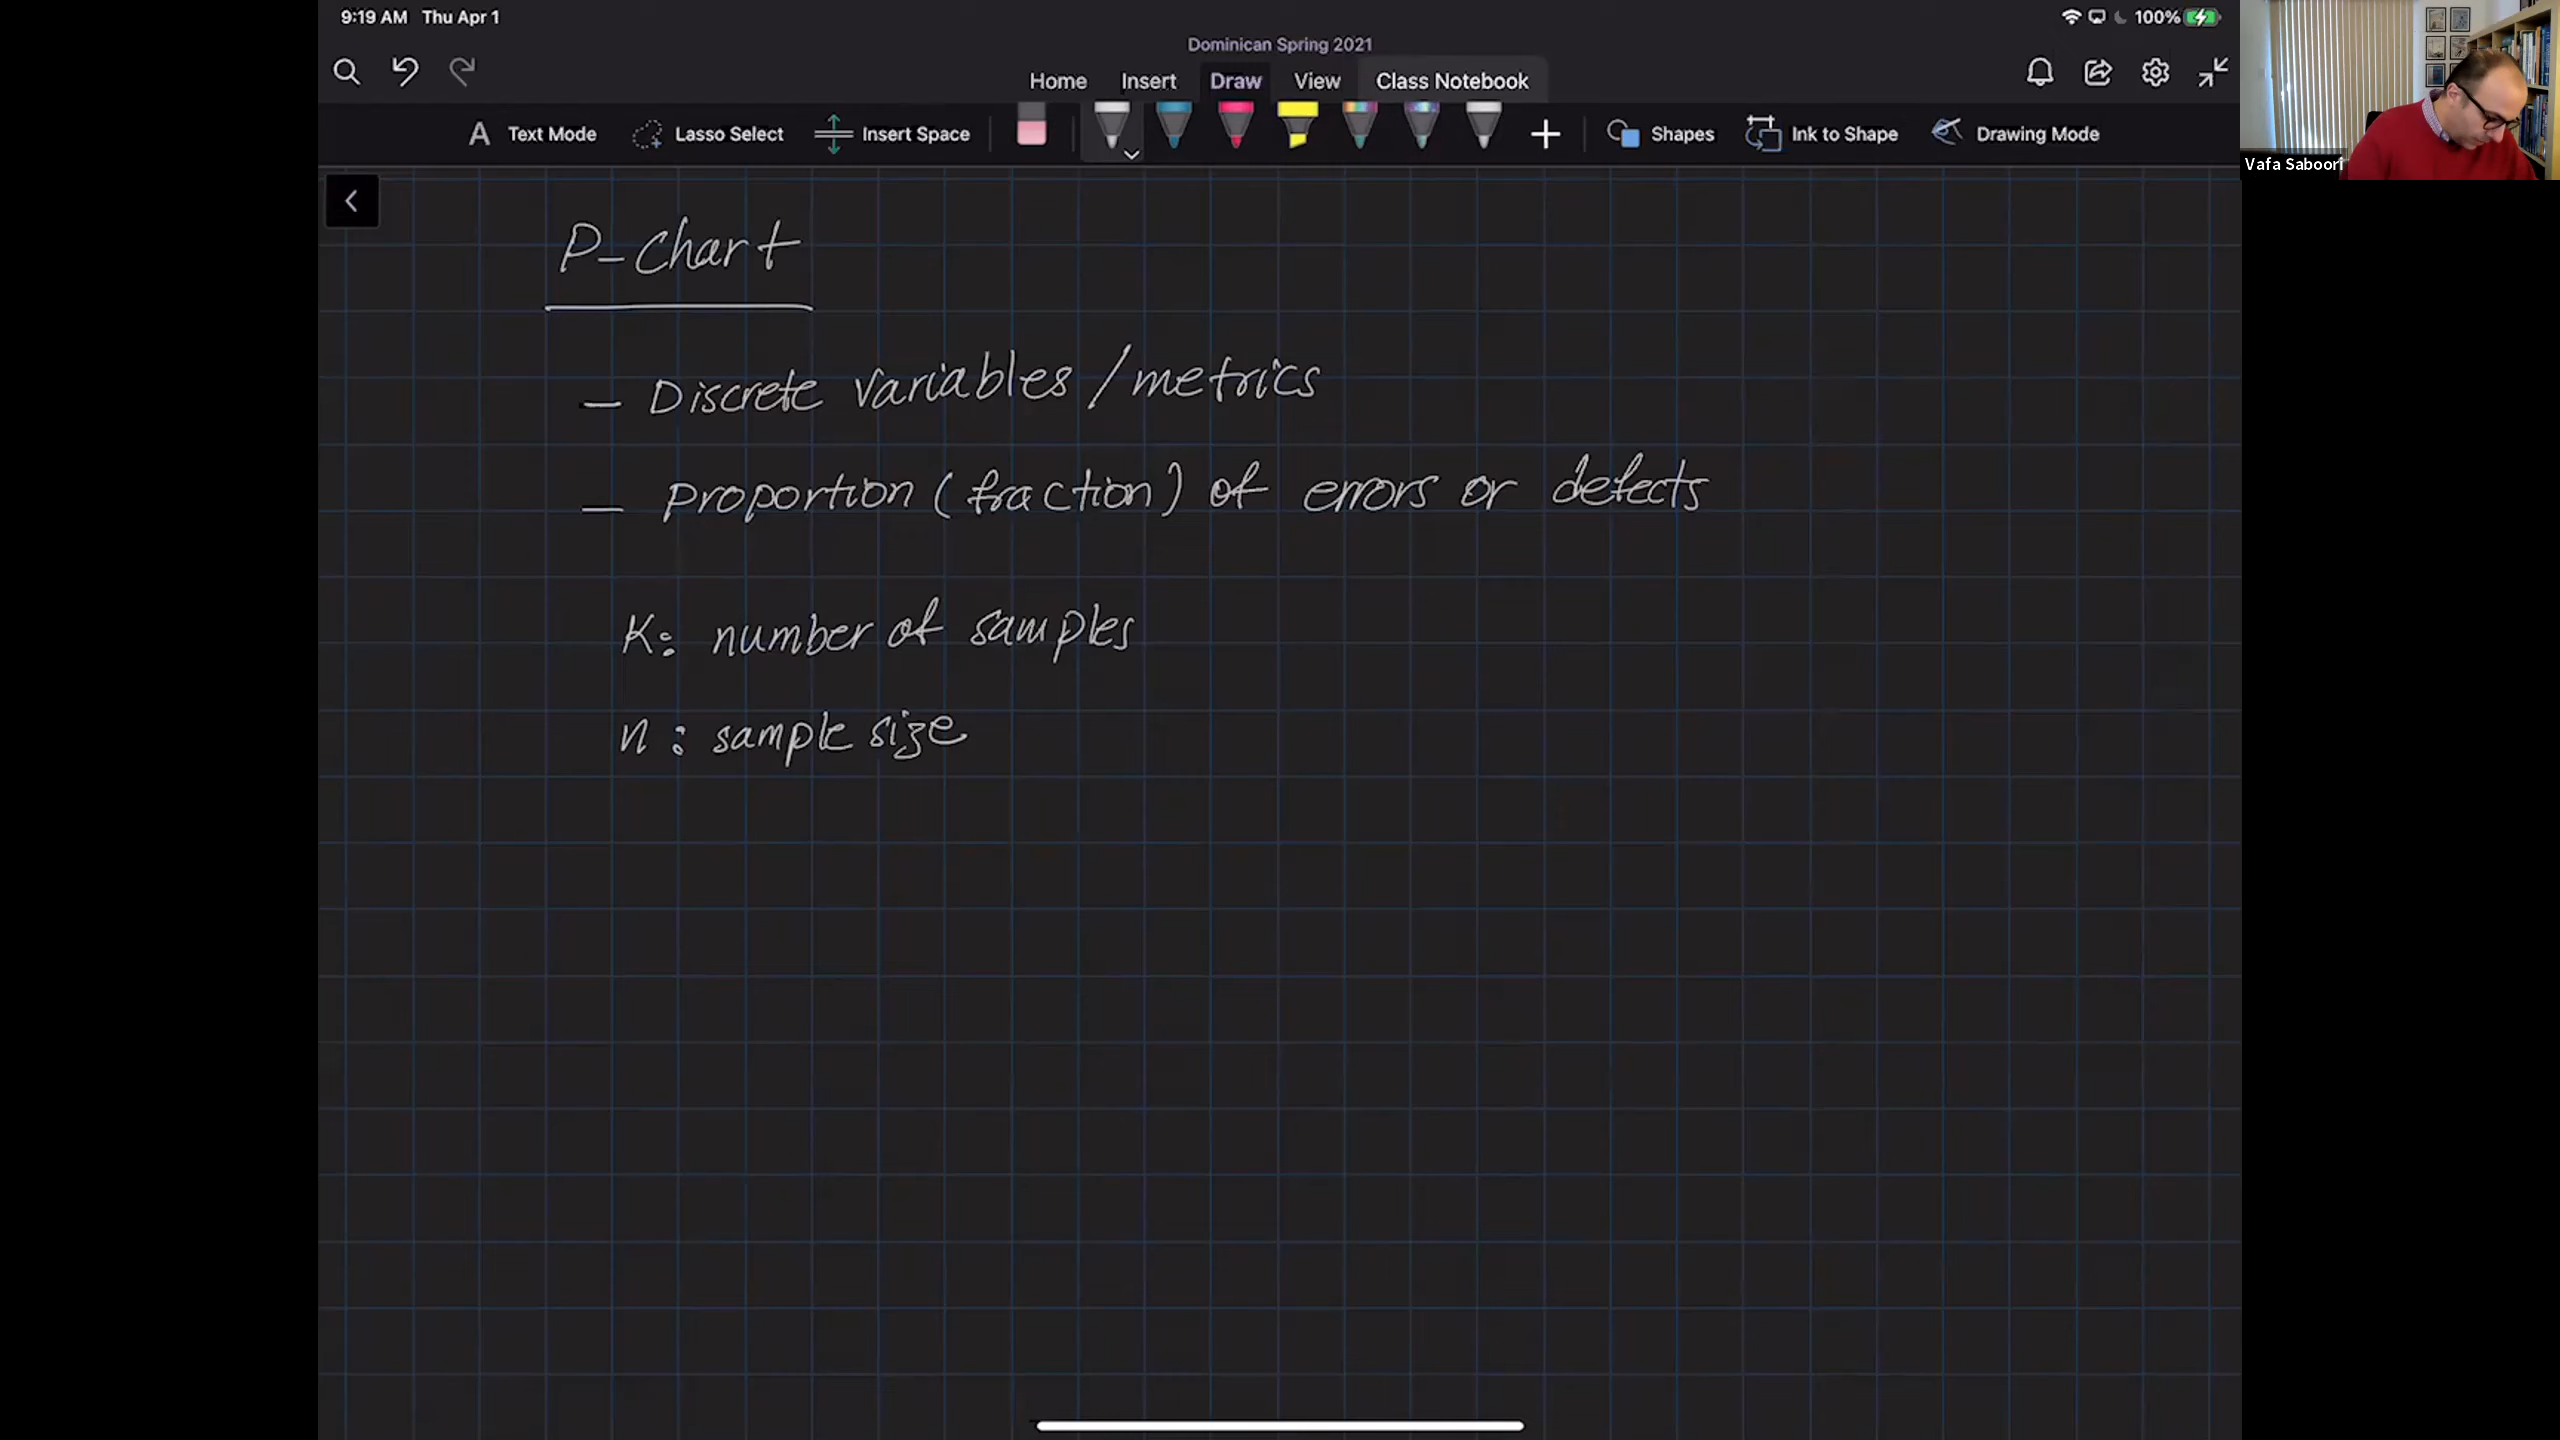 9:19 AM Thu Apr 1
100%
Dominican Spring 2021
Home Insert Draw View Class Notebook
A Text Mode Lasso Select Insert Space Shapes Ink to Shape Drawing Mode
Vafa Saboori
P-Chart
- Discrete variables/metrics
- proportion (fraction) of errors or defects
K: number of samples
n: sample size